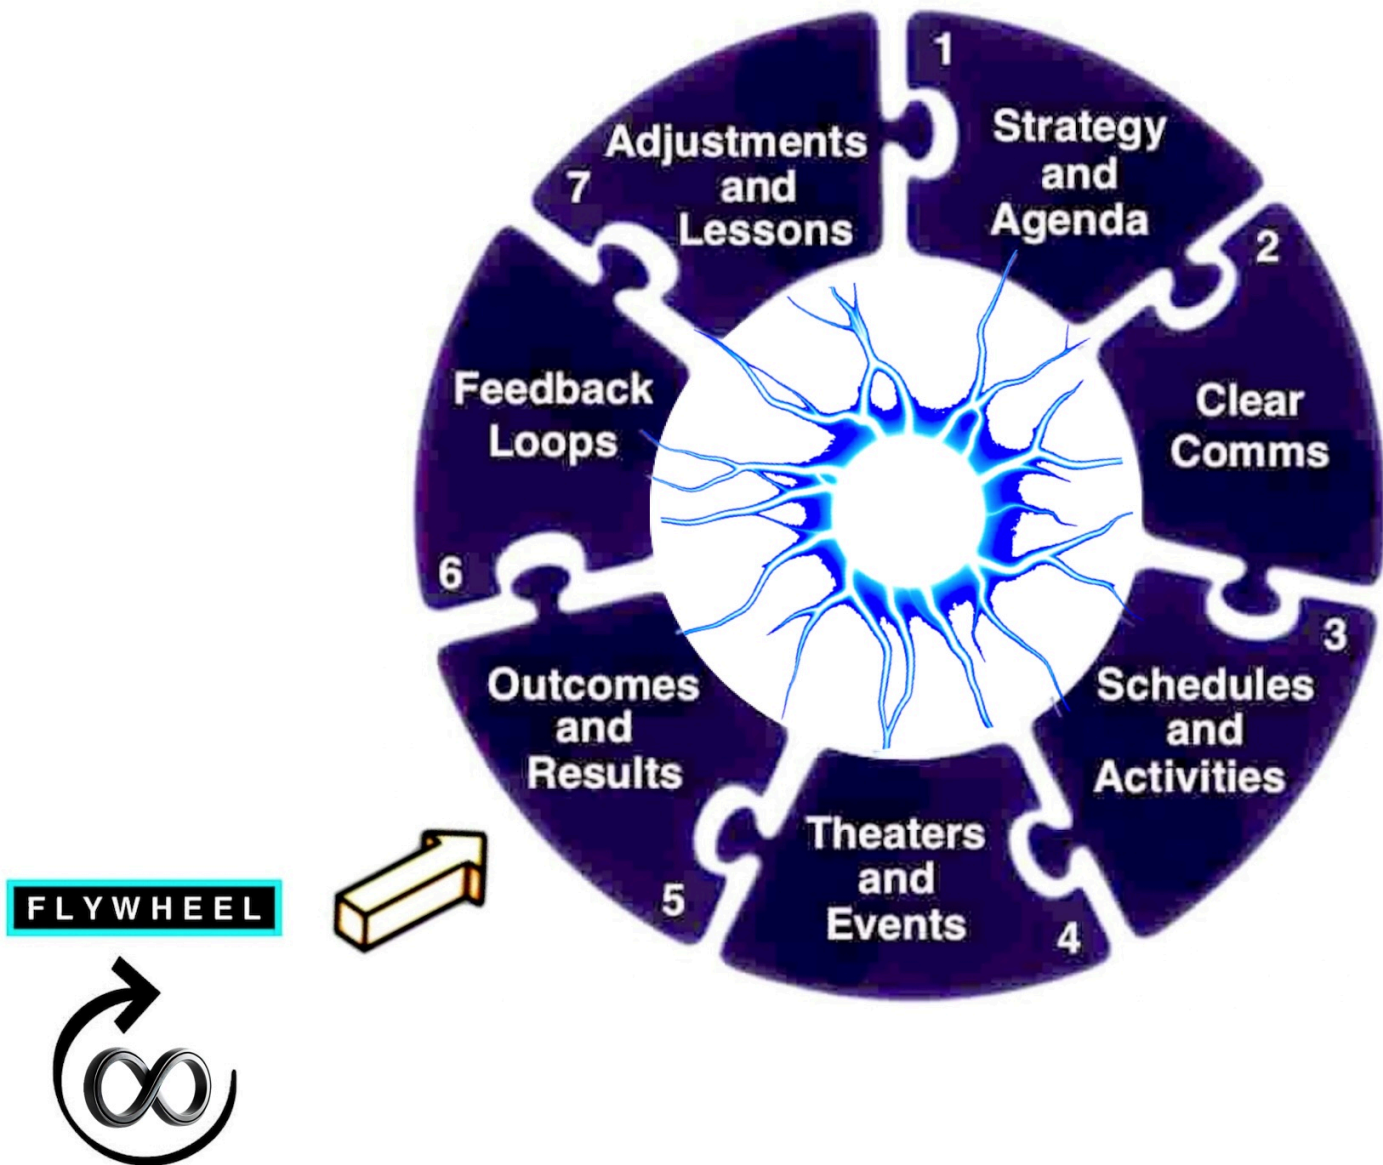 1
Strategy
and
Agenda
2
Clear
Comms
3
Schedules
and
Activities
4
Theaters
and
Events
5
Outcomes
and
Results
6
Feedback
Loops
7
Adjustments
and
Lessons
FLYWHEEL
∞